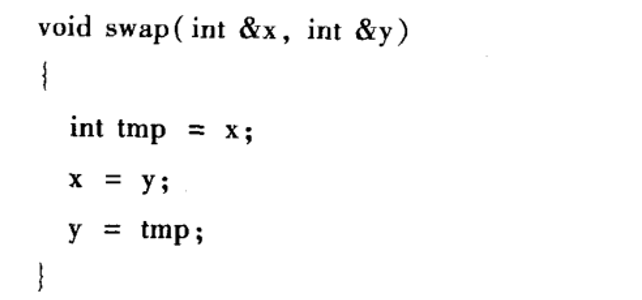 void swap( int &x, int &y)
{
int tmp = x;
x = y;
y = tmp;
}